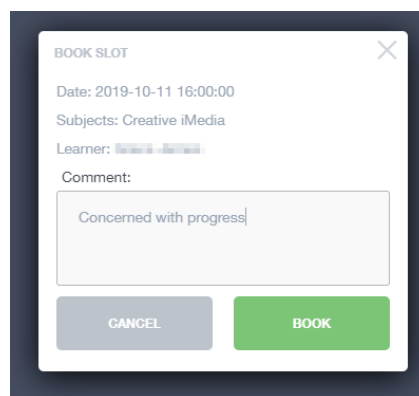 BOOK SLOT
Date: 2019-10-11 16:00:00
Subjects: Creative iMedia
Learner:
Comment:
Concerned with progress
CANCEL
BOOK